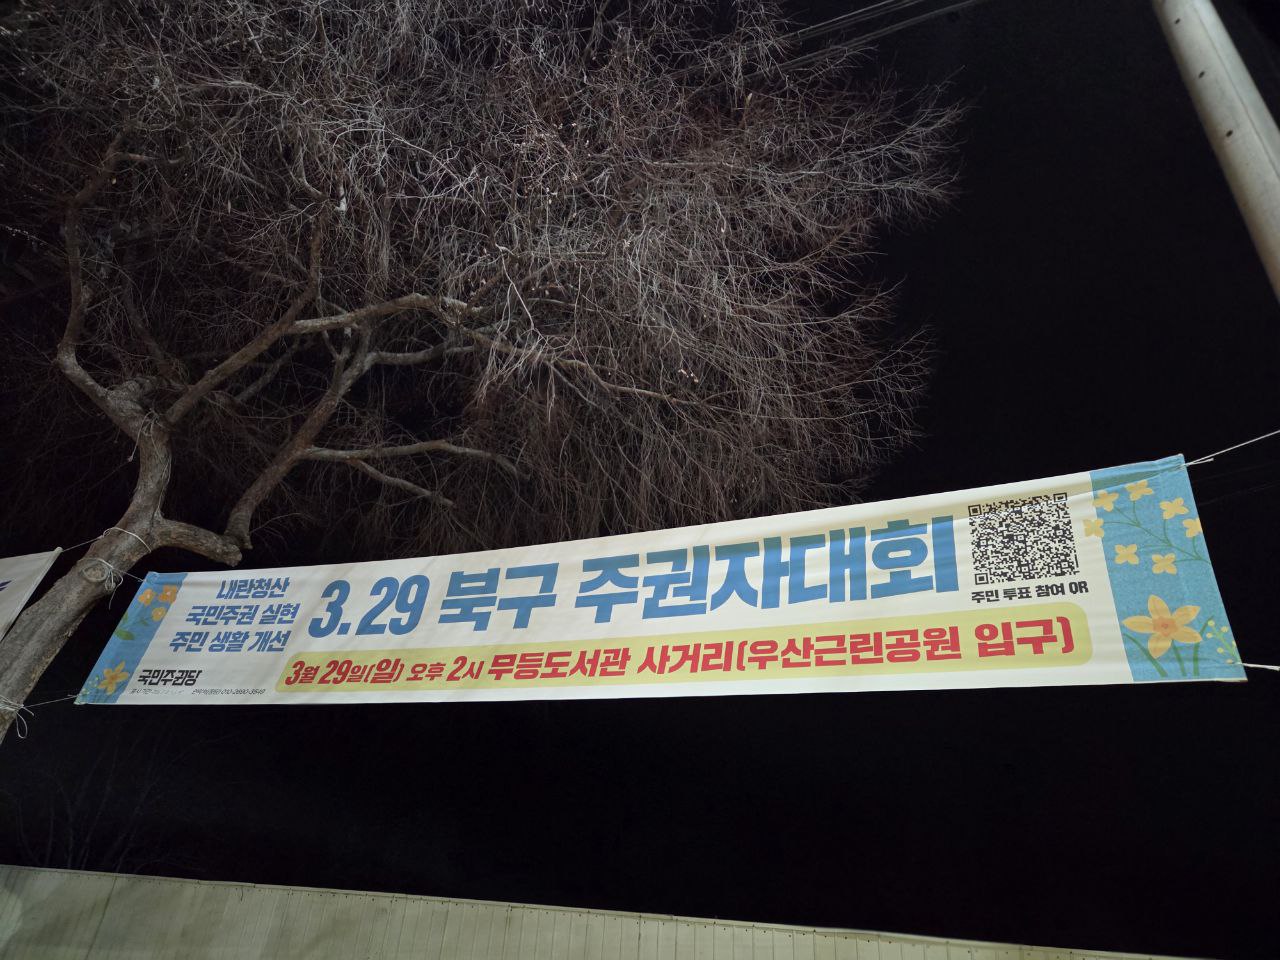 내란청산
국민주권 실현
주민 생활 개선
3.29 북구 주권자대회
3월 29일(일) 오후 2시 무등도서관 사거리(우산근린공원 입구)
주민 투표 참여 QR
국민주권당